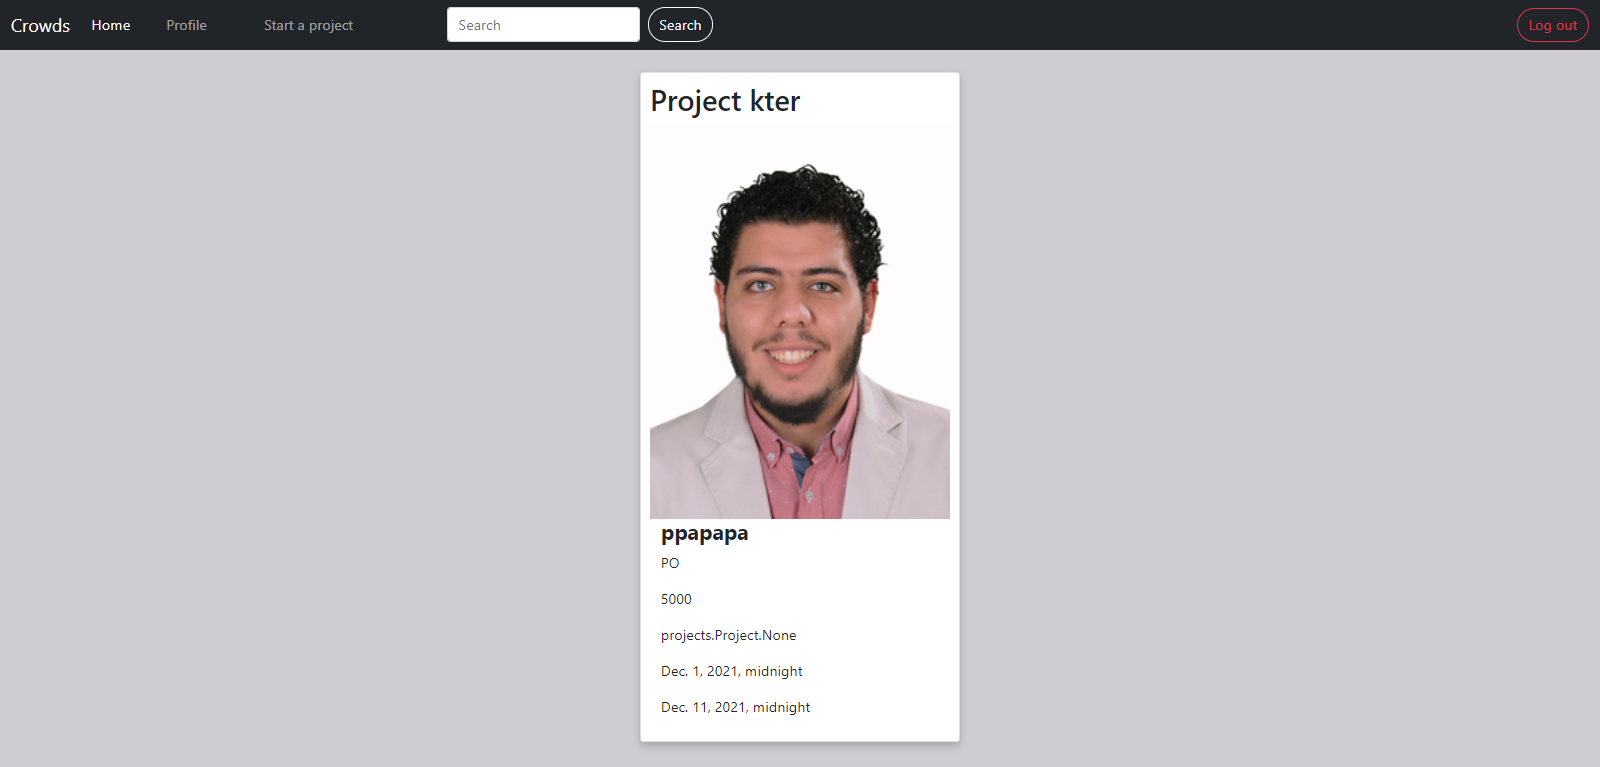 Crowds Home Profile Start a project Search Search Log out
Project kter
ppapapa
PO
5000
projects.Project.None
Dec. 1, 2021, midnight
Dec. 11, 2021, midnight